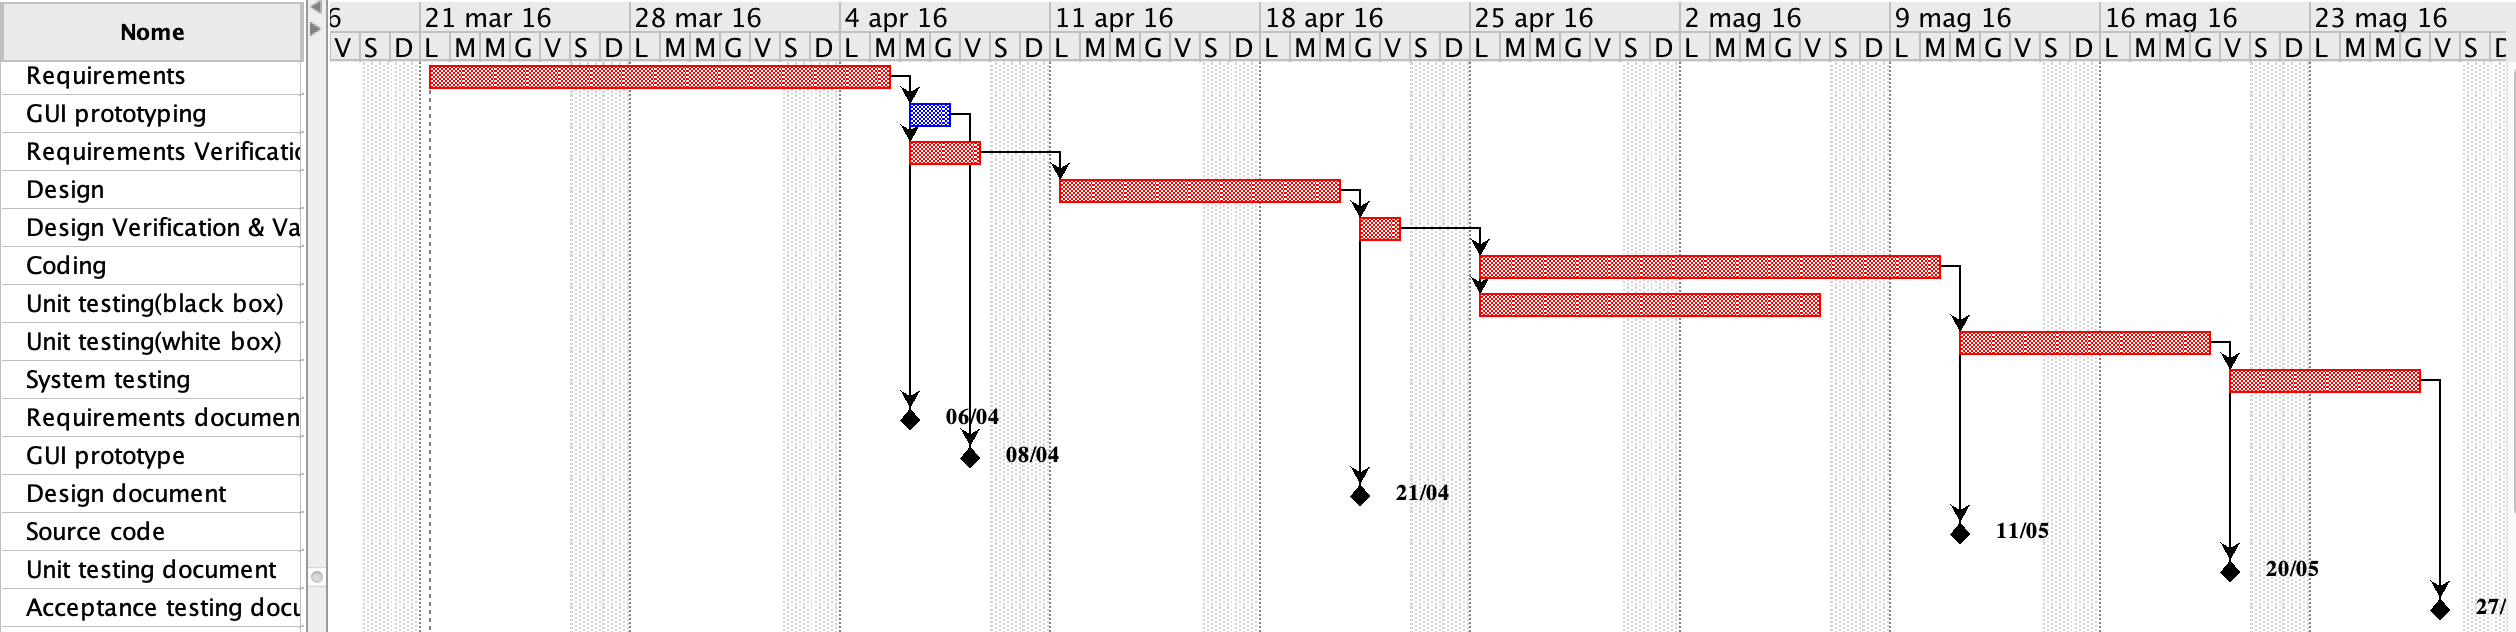 Nome
6 21 mar 16 28 mar 16 4 apr 16 11 apr 16 18 apr 16 25 apr 16 2 mag 16 9 mag 16 16 mag 16 23 mag 16
V S D L M M G V S D L M M G V S D L M M G V S D L M M G V S D L M M G V S D L M M G V S D L M M G V S D L M M G V S D L M M G V S D L M M G V S D
Requirements
GUI prototyping
Requirements Verificatic
Design
Design Verification & Va
Coding
Unit testing(black box)
Unit testing(white box)
System testing
Requirements documen
06/04
GUI prototype
08/04
Design document
21/04
Source code
11/05
Unit testing document
20/05
Acceptance testing docu
27/